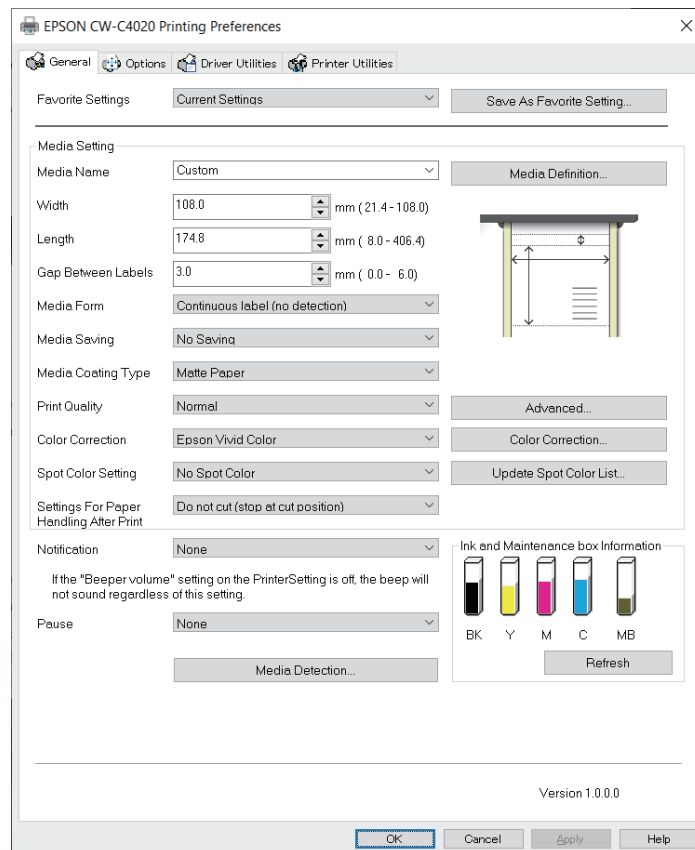 EPSON CW-C4020 Printing Preferences
General
Options
Driver Utilities
Printer Utilities
Favorite Settings
Current Settings
Save As Favorite Setting...
Media Setting
Media Name
Custom
Media Definition...
Width
108.0
mm ( 21.4 - 108.0)
Length
174.8
mm ( 8.0 - 406.4)
Gap Between Labels
3.0
mm ( 0.0 - 6.0)
Media Form
Continuous label (no detection)
Media Saving
No Saving
Media Coating Type
Matte Paper
Print Quality
Normal
Advanced...
Color Correction
Epson Vivid Color
Color Correction...
Spot Color Setting
No Spot Color
Update Spot Color List...
Settings For Paper
Handling After Print
Do not cut (stop at cut position)
Notification
None
If the "Beeper volume" setting on the PrinterSetting is off, the beep will
not sound regardless of this setting.
Pause
None
Media Detection...
Ink and Maintenance box Information
BK Y M C MB
Refresh
Version 1.0.0.0
OK
Cancel
Apply
Help